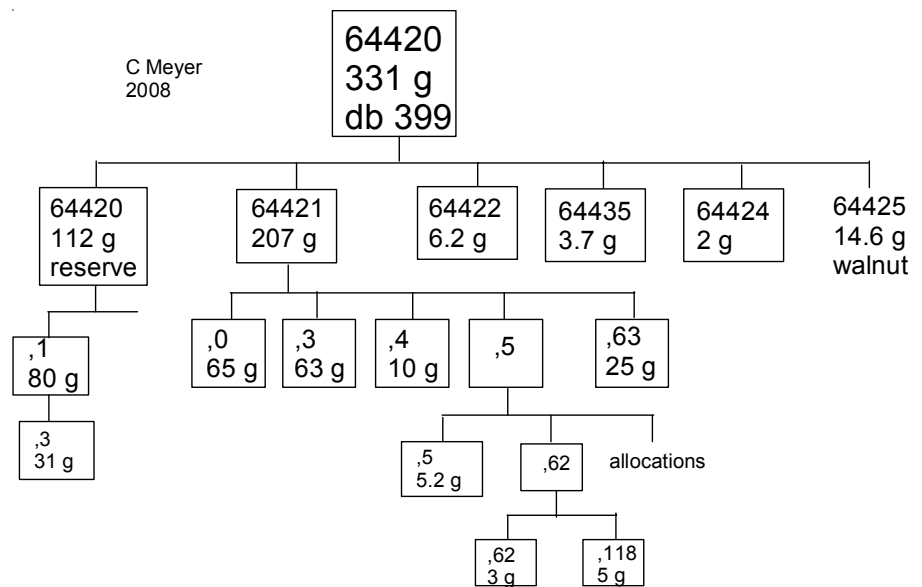 C Meyer
2008
64420
331 g
db 399
64420
112 g
reserve
64421
207 g
64422
6.2 g
64435
3.7 g
64424
2 g
64425
14.6 g
walnut
,1
80 g
,0
65 g
,3
63 g
,4
10 g
,5
,63
25 g
,3
31 g
,5
5.2 g
,62
allocations
,62
3 g
,118
5 g